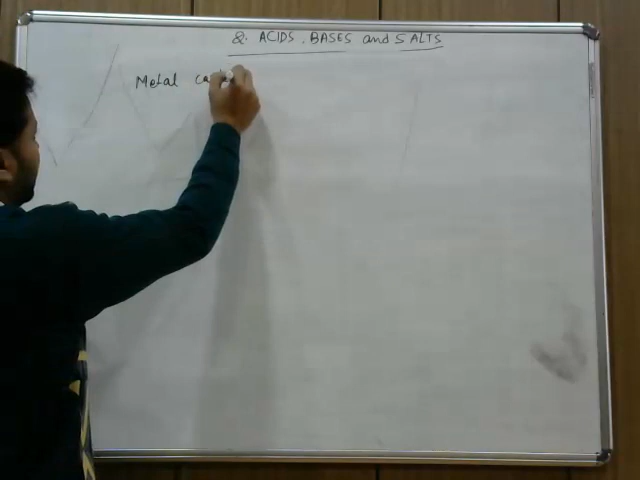 2. ACIDS, BASES and SALTS
Metal